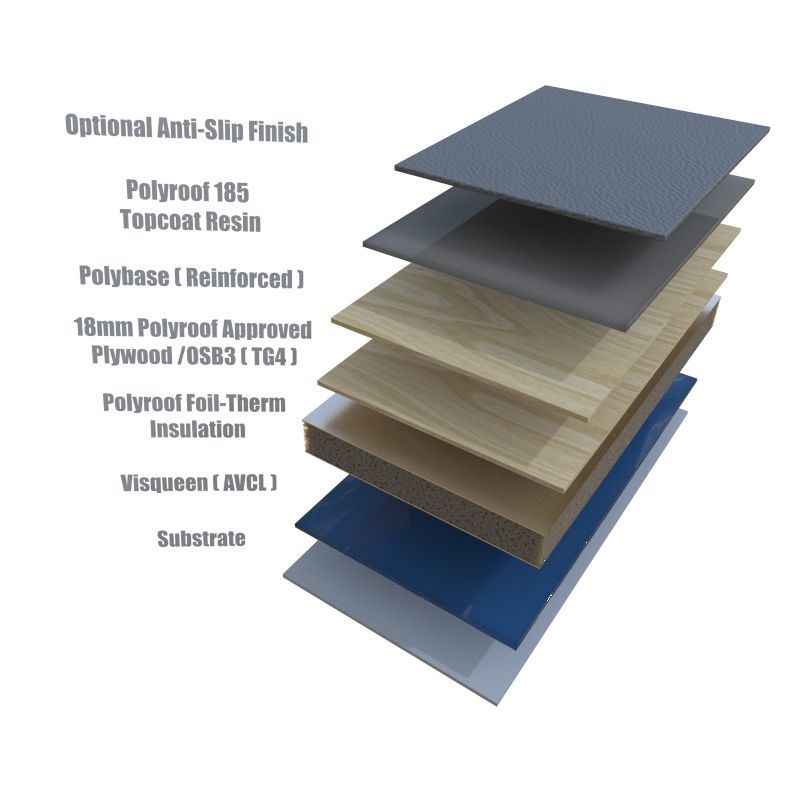 Optional Anti-Slip Finish
Polyroof 185
Topcoat Resin
Polybase ( Reinforced )
18mm Polyroof Approved
Plywood /OSB3 ( TG4 )
Polyroof Foil-Therm
Insulation
Visqueen ( AVCL )
Substrate